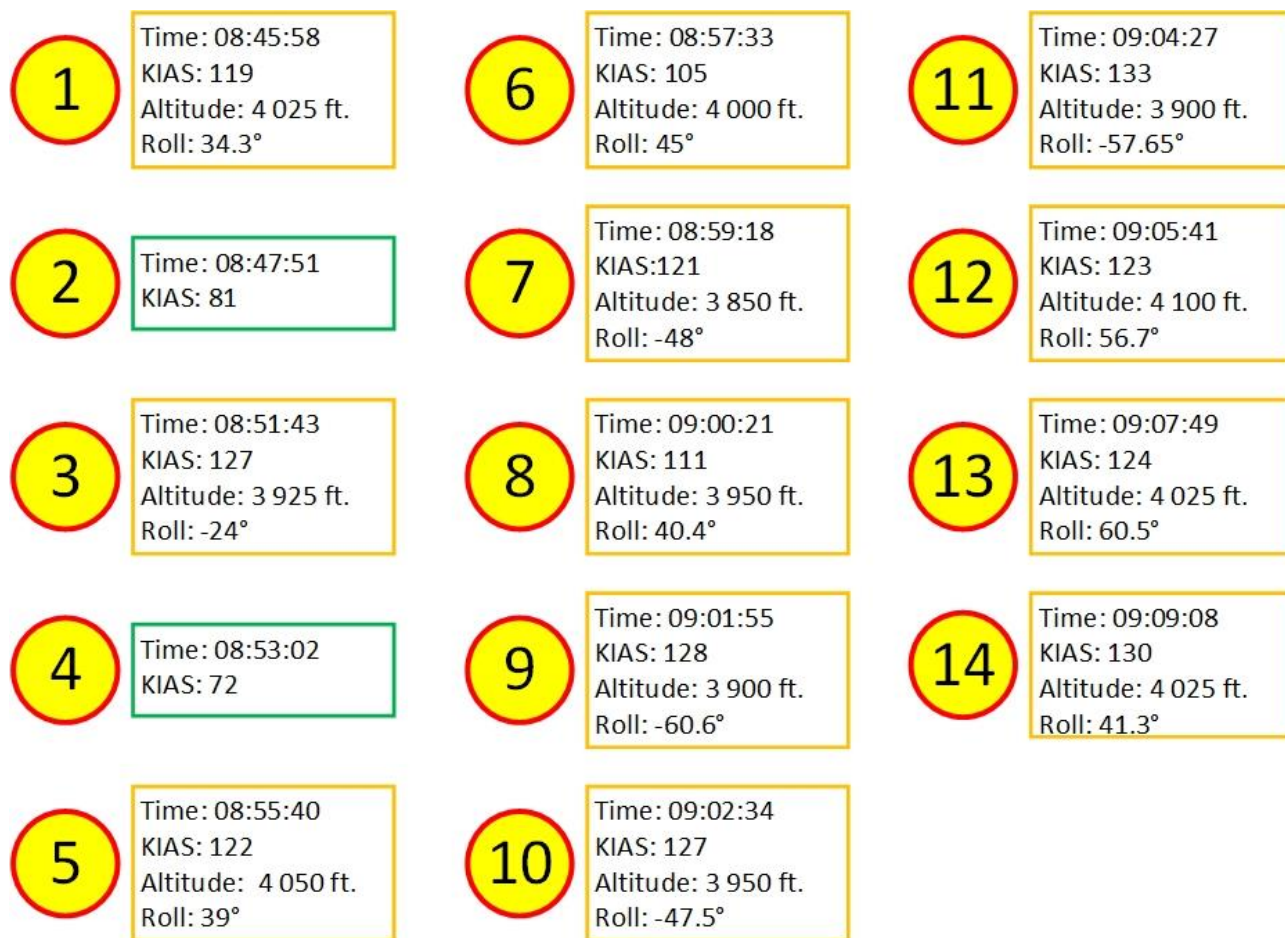 1
Time: 08:45:58
KIAS: 119
Altitude: 4 025 ft.
Roll: 34.3°
2
Time: 08:47:51
KIAS: 81
3
Time: 08:51:43
KIAS: 127
Altitude: 3 925 ft.
Roll: -24°
4
Time: 08:53:02
KIAS: 72
5
Time: 08:55:40
KIAS: 122
Altitude:  4 050 ft.
Roll: 39°
6
Time: 08:57:33
KIAS: 105
Altitude: 4 000 ft.
Roll: 45°
7
Time: 08:59:18
KIAS:121
Altitude: 3 850 ft.
Roll: -48°
8
Time: 09:00:21
KIAS: 111
Altitude: 3 950 ft.
Roll: 40.4°
9
Time: 09:01:55
KIAS: 128
Altitude: 3 900 ft.
Roll: -60.6°
10
Time: 09:02:34
KIAS: 127
Altitude: 3 950 ft.
Roll: -47.5°
11
Time: 09:04:27
KIAS: 133
Altitude: 3 900 ft.
Roll: -57.65°
12
Time: 09:05:41
KIAS: 123
Altitude: 4 100 ft.
Roll: 56.7°
13
Time: 09:07:49
KIAS: 124
Altitude: 4 025 ft.
Roll: 60.5°
14
Time: 09:09:08
KIAS: 130
Altitude: 4 025 ft.
Roll: 41.3°